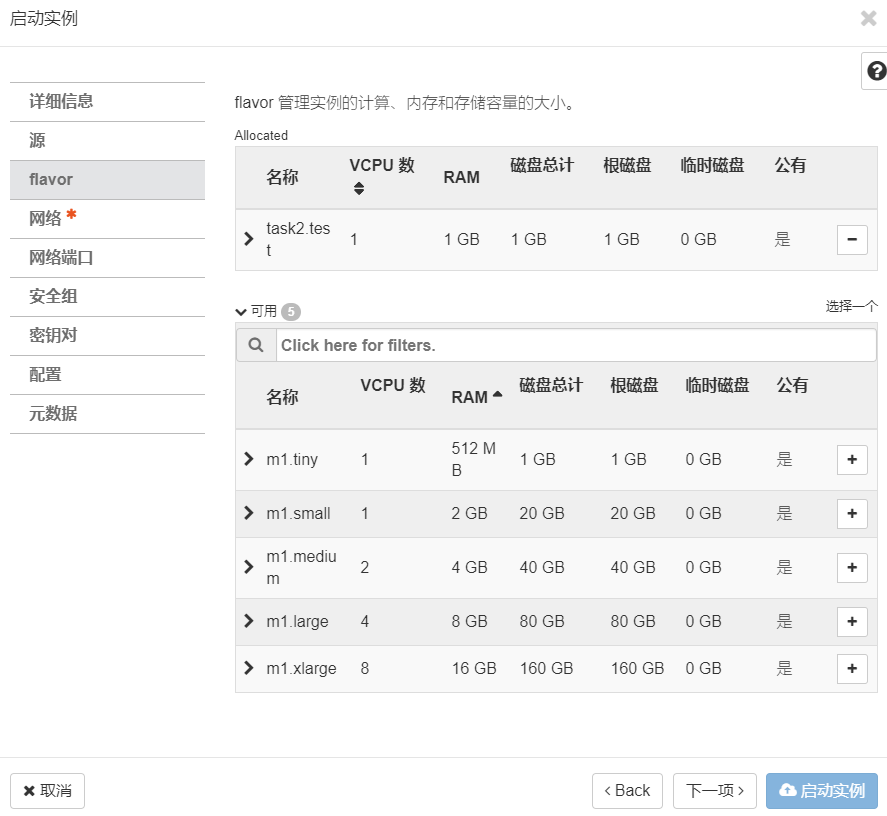 启动实例
详细信息
源
flavor
网络 *
网络端口
安全组
密钥对
配置
元数据
flavor 管理实例的计算、内存和存储容量的大小。
Allocated
名称 VCPU 数 RAM 磁盘总计 根磁盘 临时磁盘 公有
task2.tes
t 1 1 GB 1 GB 1 GB 0 GB 是
可用 5 选择一个
Click here for filters.
名称 VCPU 数 RAM 磁盘总计 根磁盘 临时磁盘 公有
m1.tiny 1 512 M
B 1 GB 1 GB 0 GB 是
m1.small 1 2 GB 20 GB 20 GB 0 GB 是
m1.mediu
m 2 4 GB 40 GB 40 GB 0 GB 是
m1.large 4 8 GB 80 GB 80 GB 0 GB 是
m1.xlarge 8 16 GB 160 GB 160 GB 0 GB 是
取消 Back 下一项 启动实例